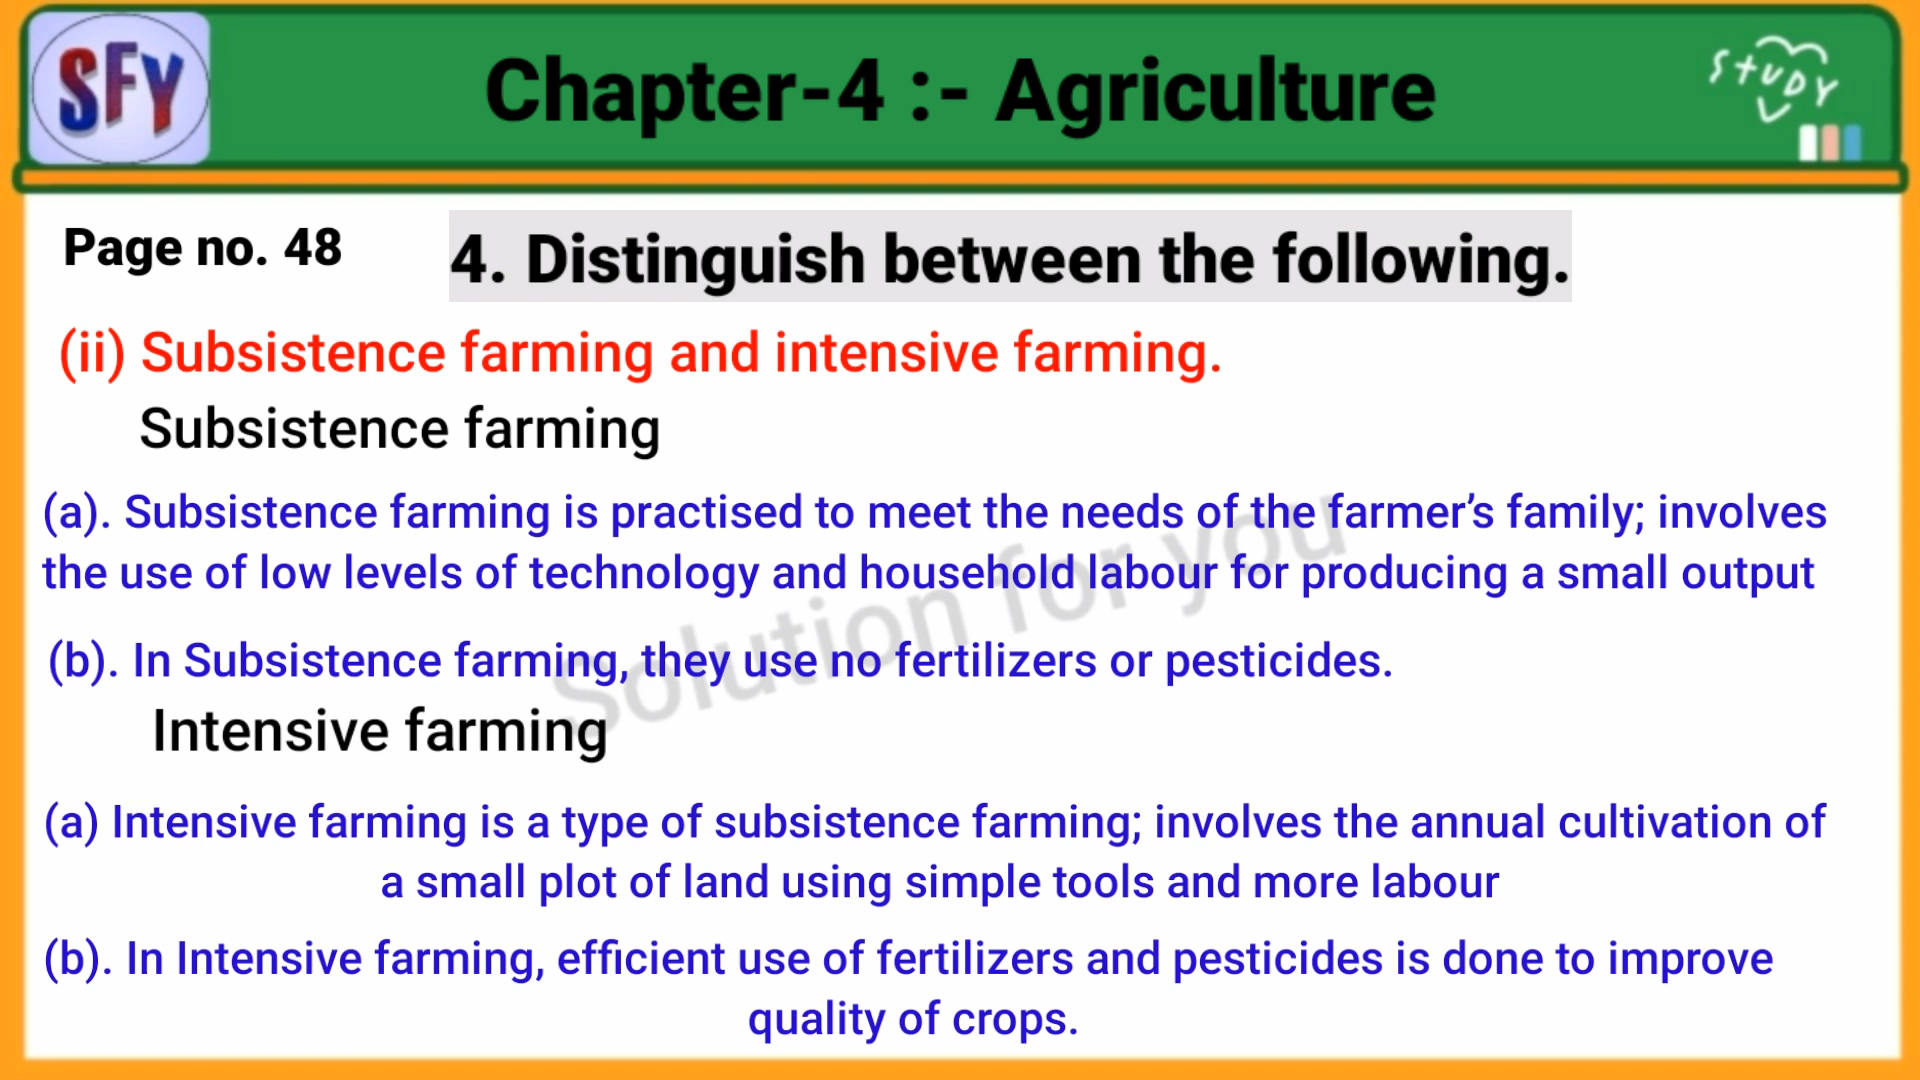 SFY
Chapter-4 :- Agriculture
STUDY
Page no. 48
4. Distinguish between the following.
(ii) Subsistence farming and intensive farming.
Subsistence farming
(a). Subsistence farming is practised to meet the needs of the farmer’s family; involves
the use of low levels of technology and household labour for producing a small output
(b). In Subsistence farming, they use no fertilizers or pesticides.
Solution for you
Intensive farming
(a) Intensive farming is a type of subsistence farming; involves the annual cultivation of
a small plot of land using simple tools and more labour
(b). In Intensive farming, efficient use of fertilizers and pesticides is done to improve
quality of crops.